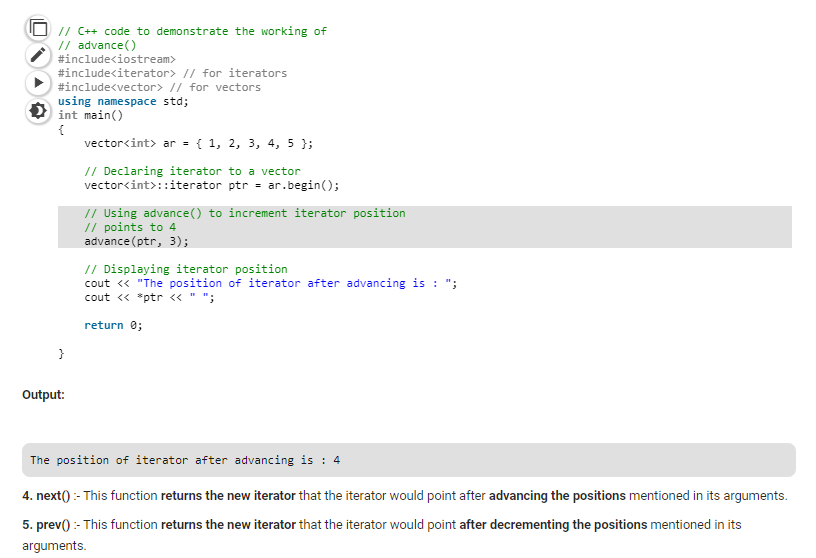 // C++ code to demonstrate the working of
// advance()
#include<iostream>
#include<iterator> // for iterators
#include<vector> // for vectors
using namespace std;
int main()
{
    vector<int> ar = { 1, 2, 3, 4, 5 };
    // Declaring iterator to a vector
    vector<int>::iterator ptr = ar.begin();
    // Using advance() to increment iterator position
    // points to 4
    advance(ptr, 3);
    // Displaying iterator position
    cout << "The position of iterator after advancing is : ";
    cout << *ptr << " ";
    return 0;
}
Output:
The position of iterator after advancing is : 4
4. next() :- This function returns the new iterator that the iterator would point after advancing the positions mentioned in its arguments.
5. prev() :- This function returns the new iterator that the iterator would point after decrementing the positions mentioned in its
arguments.